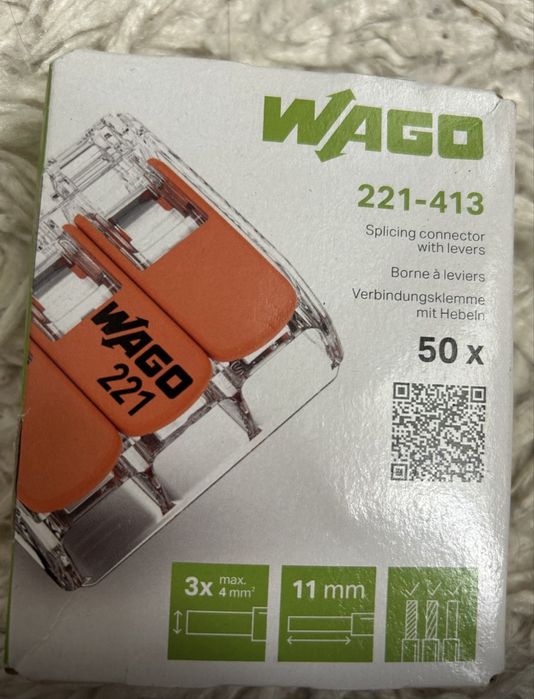 WAGO
221-413
Splicing connector
with levers
Borne à leviers
Verbindungsklemme
mit Hebeln
50 x
WAGO
221
3x max.
4 mm²
11 mm